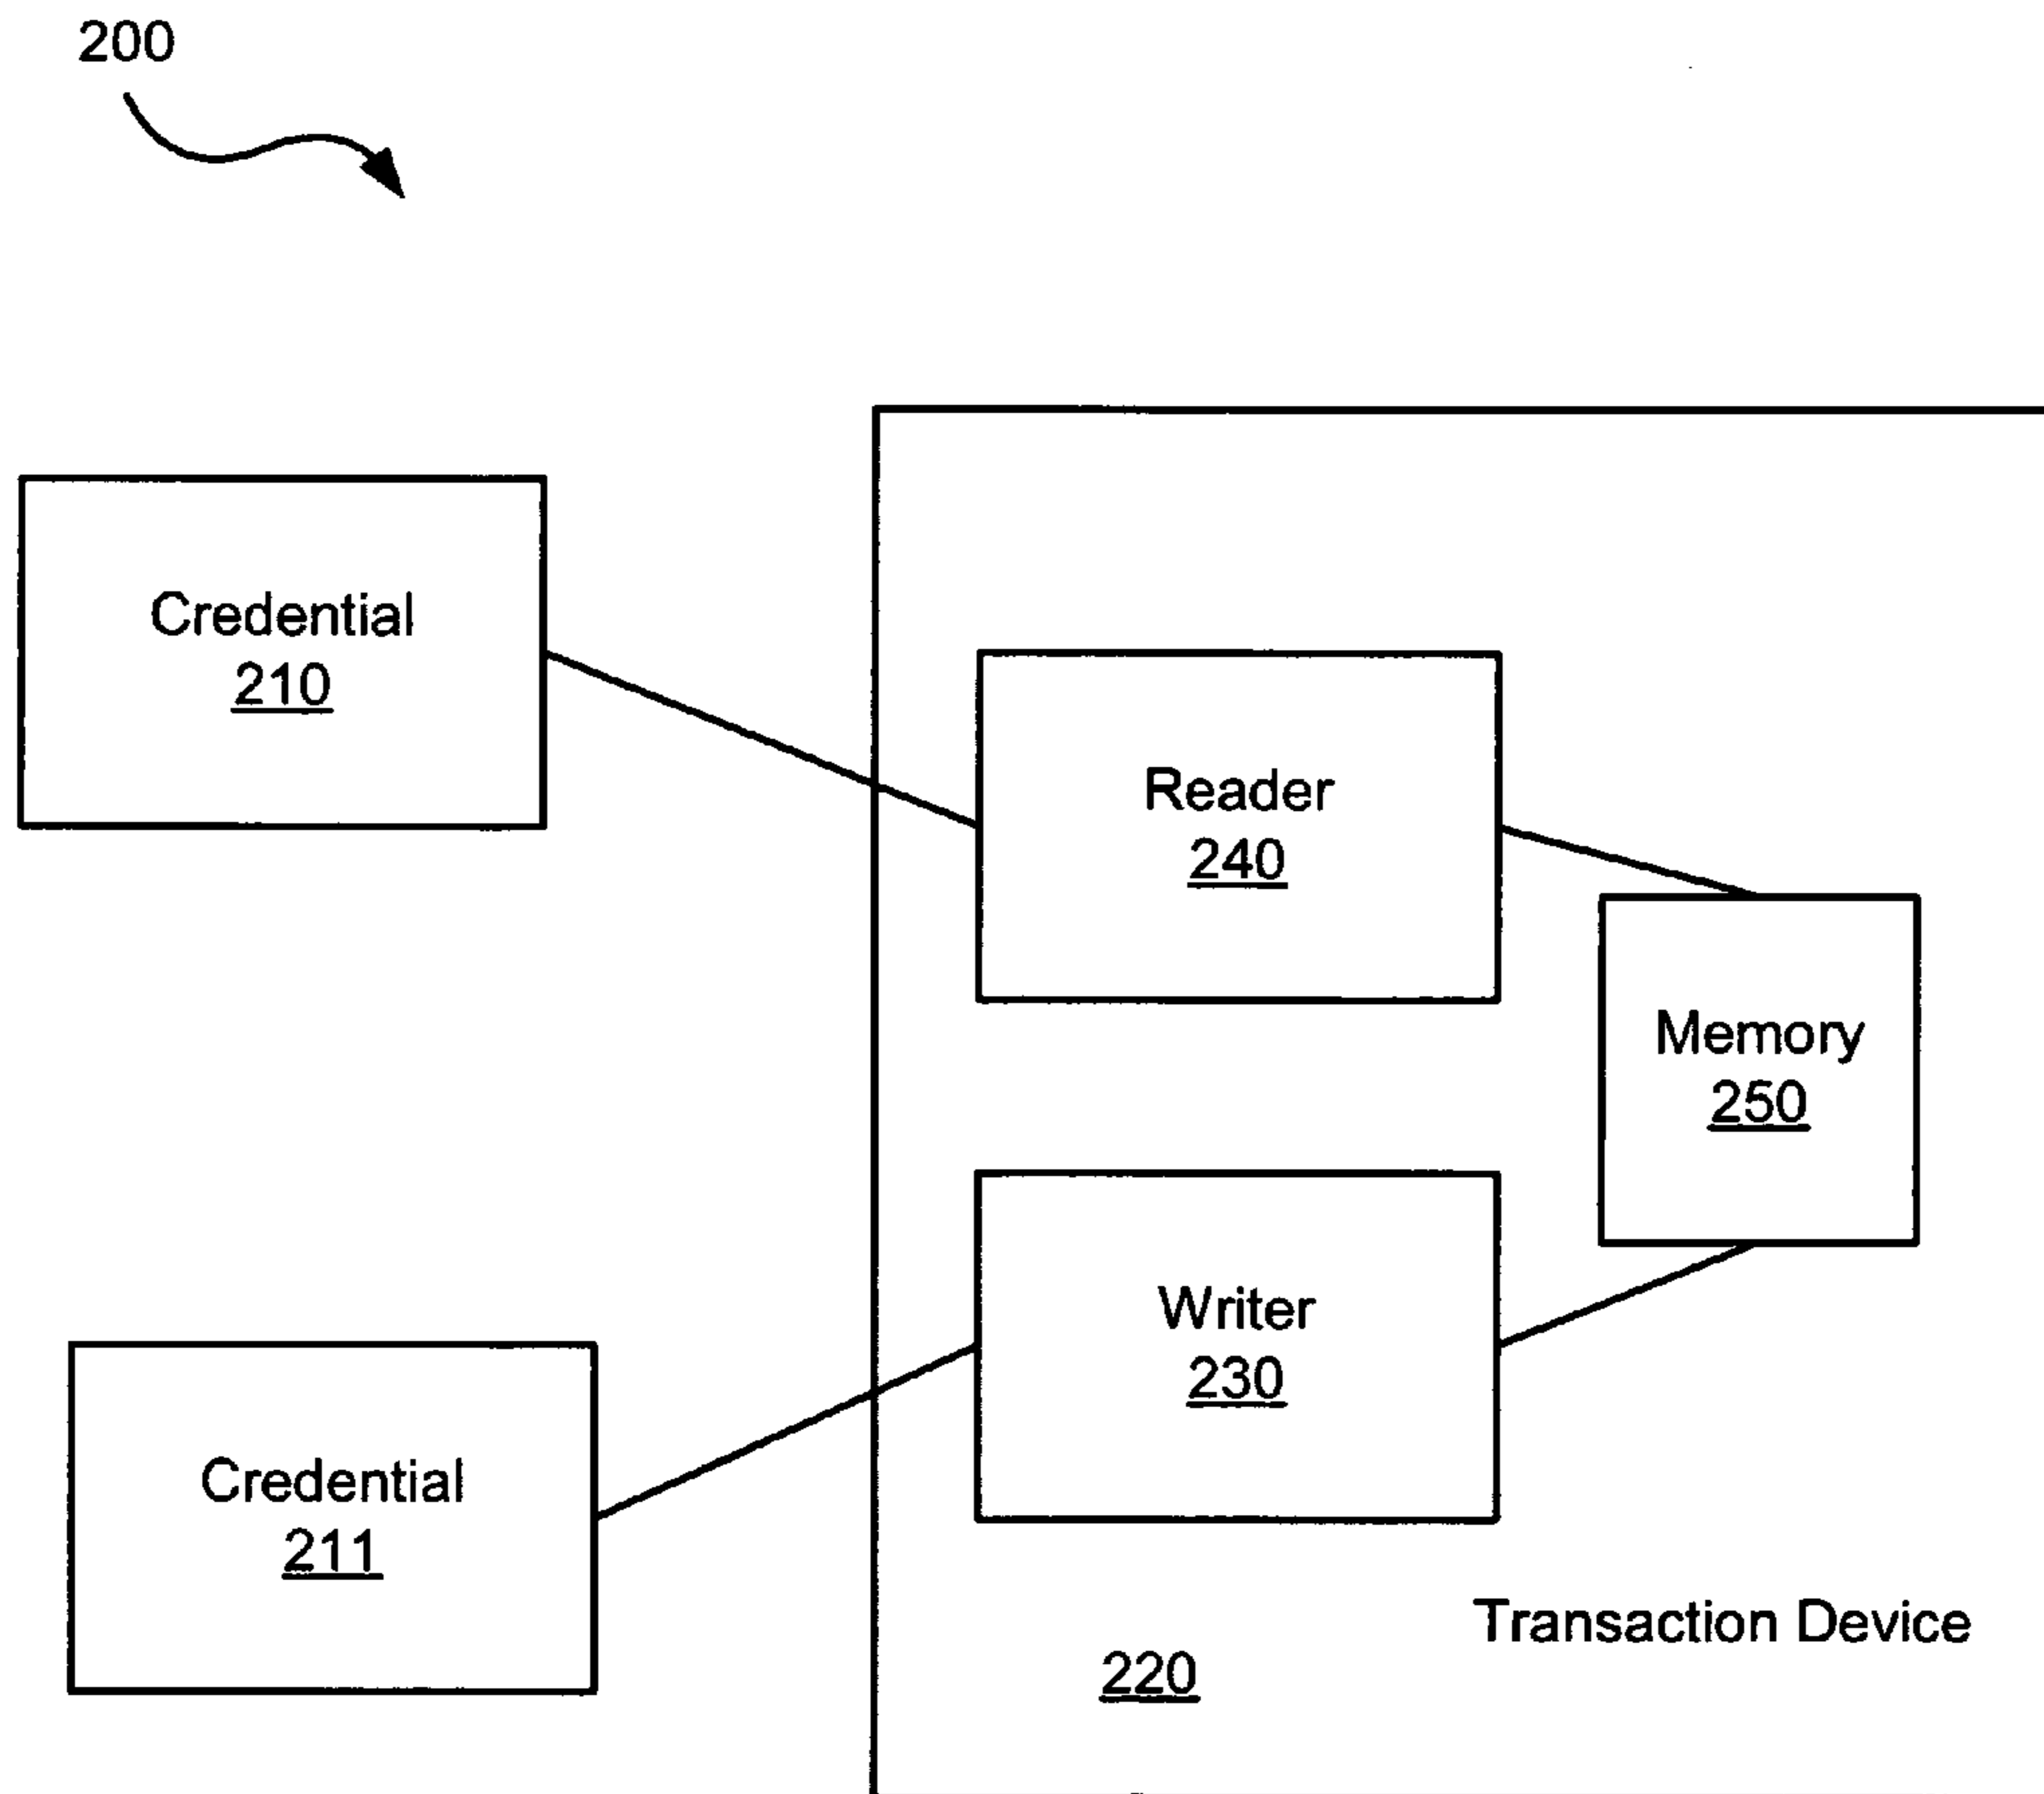 200
Credential
210
Reader
240
Memory
250
Writer
230
Credential
211
Transaction Device
220